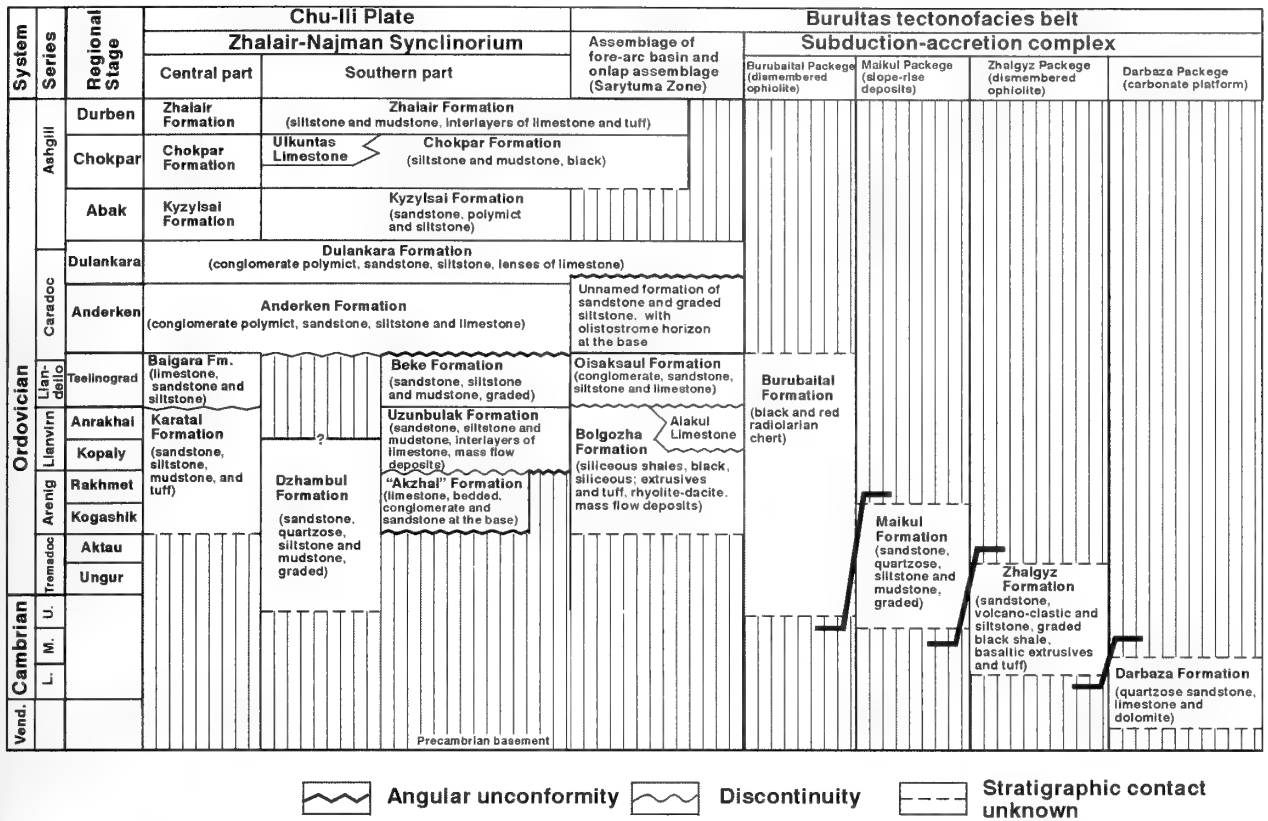 System
Series
Regional
Stage
Chu-Ili Plate
Burultas tectonofacies belt
Zhalair-Najman Synclinorium
Assemblage of
fore-arc basin and
onlap assemblage
(Sarytuma Zone)
Subduction-accretion complex
Central part
Southern part
Burubaital Packege
(dismembered
ophiolite)
Maikul Packege
(slope-rise
deposits)
Zhalgyz Packege
(dismembered
ophiolite)
Darbaza Packege
(carbonate platform)
Ordovician
Cambrian
Vend.
Ashgill
Caradoc
Llan-
deilo
Llanvirn
Arenig
Tremadoc
U.
M.
L.
Durben
Chokpar
Abak
Dulankara
Anderken
Tselinograd
Anrakhai
Kopaly
Rakhmet
Kogashik
Aktau
Ungur
Zhalair
Formation
Zhalair Formation
(siltstone and mudstone, interlayers of limestone and tuff)
Chokpar
Formation
Ulkuntas
Limestone
Chokpar Formation
(siltstone and mudstone, black)
Kyzylsai
Formation
Kyzylsai Formation
(sandstone, polymict
and siltstone)
Dulankara Formation
(conglomerate polymict, sandstone, siltstone, lenses of limestone)
Anderken Formation
(conglomerate polymict, sandstone, siltstone and limestone)
Unnamed formation of
sandstone and graded
siltstone, with
olistostrome horizon
at the base
Baigara Fm.
(limestone,
sandstone and
siltstone)
Beke Formation
(sandstone, siltstone
and mudstone, graded)
Oisaksaul Formation
(conglomerate, sandstone,
siltstone and limestone)
Karatal
Formation
(sandstone,
siltstone,
mudstone, and
tuff)
?
Dzhambul
Formation
(sandstone,
quartzose,
siltstone and
mudstone,
graded)
Uzunbulak Formation
(sandstone, siltstone and
mudstone, interlayers of
limestone, mass flow
deposits)
"Akzhal" Formation
(limestone, bedded,
conglomerate and
sandstone at the base)
Alakul
Limestone
Bolgozha
Formation
(siliceous shales, black,
siliceous; extrusives
and tuff, rhyolite-dacite,
mass flow deposits)
Burubaital
Formation
(black and red
radiolarian
chert)
Maikul
Formation
(sandstone,
quartzose,
siltstone and
mudstone,
graded)
Zhalgyz
Formation
(sandstone,
volcano-clastic and
siltstone, graded
black shale,
basaltic extrusives
and tuff)
Darbaza Formation
(quartzose sandstone,
limestone and
dolomite)
Precambrian basement
Angular unconformity
Discontinuity
Stratigraphic contact
unknown